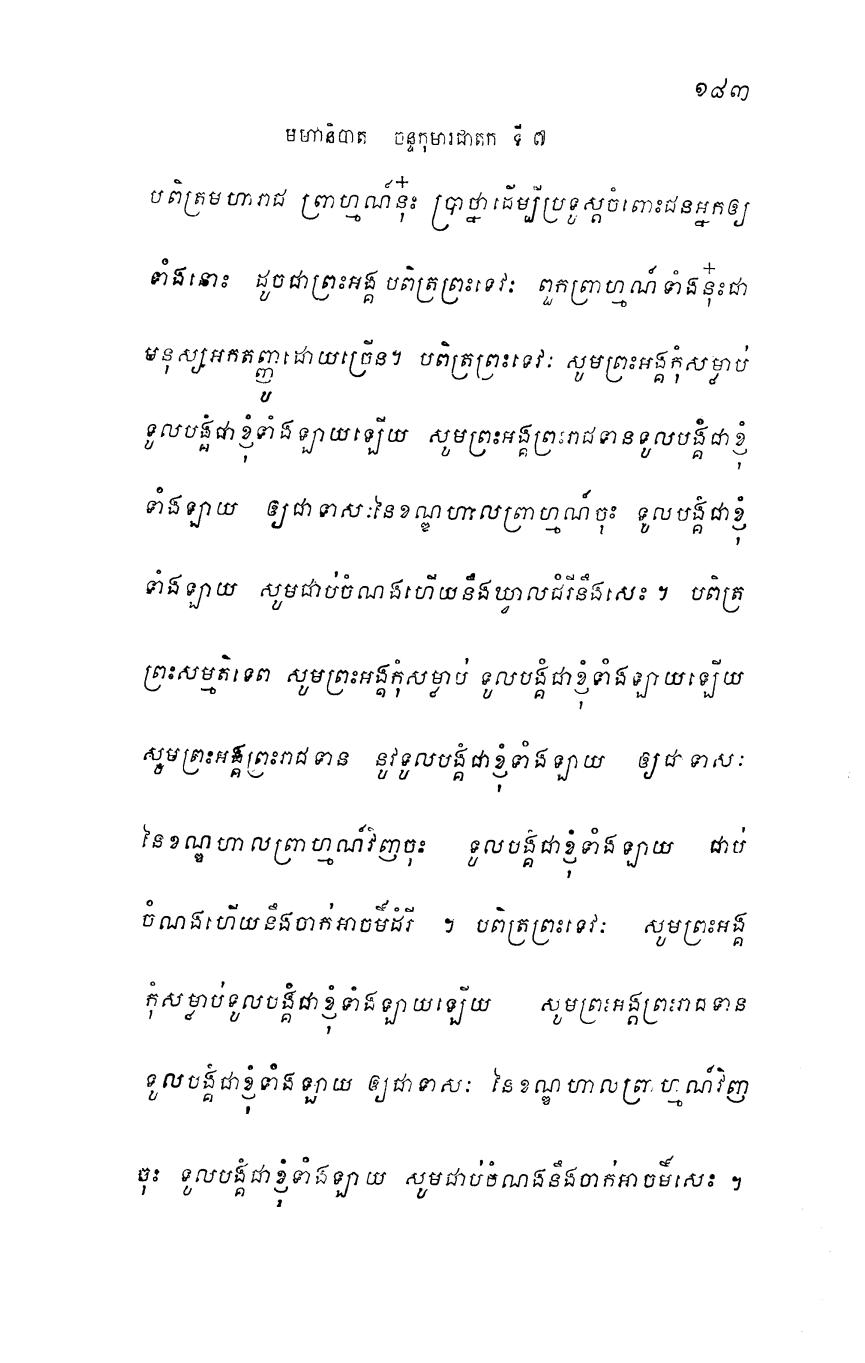 ១៨៣
មហានិបាត ចន្ទកុមារជាតក ទី ៧
បពិត្រមហារាជ ព្រាហ្មណ៍នុ៎ះ ប្រាថ្នាដើម្បីប្រទូស្តចំពោះជនអ្នកឲ្យ
ទាំងនោះ ដូចជាព្រះអង្គ បពិត្រព្រះទេវៈ ពួកព្រាហ្មណ៍ទាំងនុ៎ះជា
មនុស្សអកតញ្ញូដោយច្រើន។ បពិត្រព្រះទេវៈ សូមព្រះអង្គកុំសម្លាប់
ទូលបង្គំជាខ្ញុំទាំងឡាយឡើយ សូមព្រះអង្គព្រះរាជទានទូលបង្គំជាខ្ញុំ
ទាំងឡាយ ឲ្យជាទាសៈនៃខណ្ឌហាលព្រាហ្មណ៍ចុះ ទូលបង្គំជាខ្ញុំ
ទាំងឡាយ សូមជាប់ចំណងហើយនឹងឃ្វាលដំរីនឹងសេះ ។ បពិត្រ
ព្រះសម្មតិទេព សូមព្រះអង្គកុំសម្លាប់ ទូលបង្គំជាខ្ញុំទាំងឡាយឡើយ
សូមព្រះអង្គព្រះរាជទាន នូវទូលបង្គំជាខ្ញុំទាំងឡាយ ឲ្យជាទាសៈ
នៃខណ្ឌហាលព្រាហ្មណ៍វិញចុះ ទូលបង្គំជាខ្ញុំទាំងឡាយ ជាប់
ចំណងហើយនឹងចាក់អាចម៍ដំរី ។ បពិត្រព្រះទេវៈ សូមព្រះអង្គ
កុំសម្លាប់ទូលបង្គំជាខ្ញុំទាំងឡាយឡើយ សូមព្រះអង្គព្រះរាជទាន
ទូលបង្គំជាខ្ញុំទាំងឡាយ ឲ្យជាទាសៈ នៃខណ្ឌហាលព្រាហ្មណ៍វិញ
ចុះ ទូលបង្គំជាខ្ញុំទាំងឡាយ សូមជាប់ចំណងនឹងចាក់អាចម៍សេះ ។